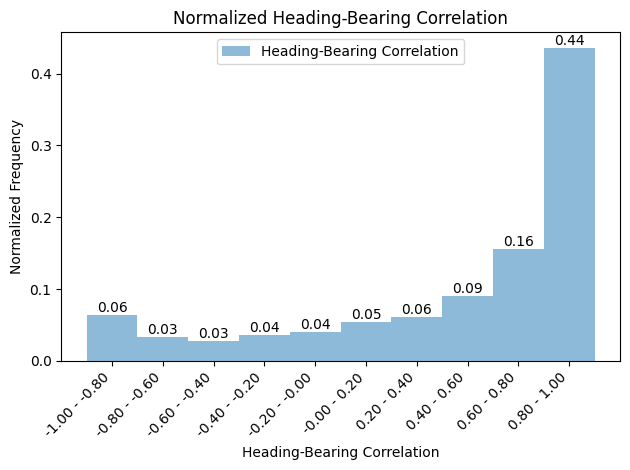 Normalized Heading-Bearing Correlation
Heading-Bearing Correlation
Normalized Frequency
0.4
0.3
0.2
0.1
0.0
0.06
0.03
0.03
0.04
0.04
0.05
0.06
0.09
0.16
0.44
-1.00 - -0.80
-0.80 - -0.60
-0.60 - -0.40
-0.40 - -0.20
-0.20 - -0.00
-0.00 - 0.20
0.20 - 0.40
0.40 - 0.60
0.60 - 0.80
0.80 - 1.00
Heading-Bearing Correlation